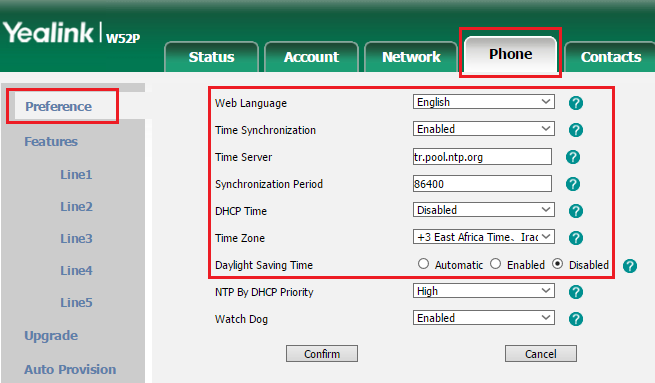 Yealink | W52P
Status Account Network Phone Contacts
Preference
Features
Line1
Line2
Line3
Line4
Line5
Upgrade
Auto Provision
Web Language English ?
Time Synchronization Enabled ?
Time Server tr.pool.ntp.org ?
Synchronization Period 86400 ?
DHCP Time Disabled ?
Time Zone +3 East Africa Time、Irac ?
Daylight Saving Time Automatic Enabled Disabled ?
NTP By DHCP Priority High ?
Watch Dog Enabled ?
Confirm Cancel